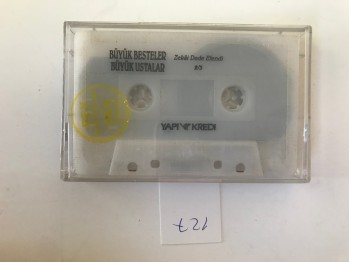 BÜYÜK BESTELER
BÜYÜK USTALAR
Zekâi Dede Efendi
YAPI KREDİ
127